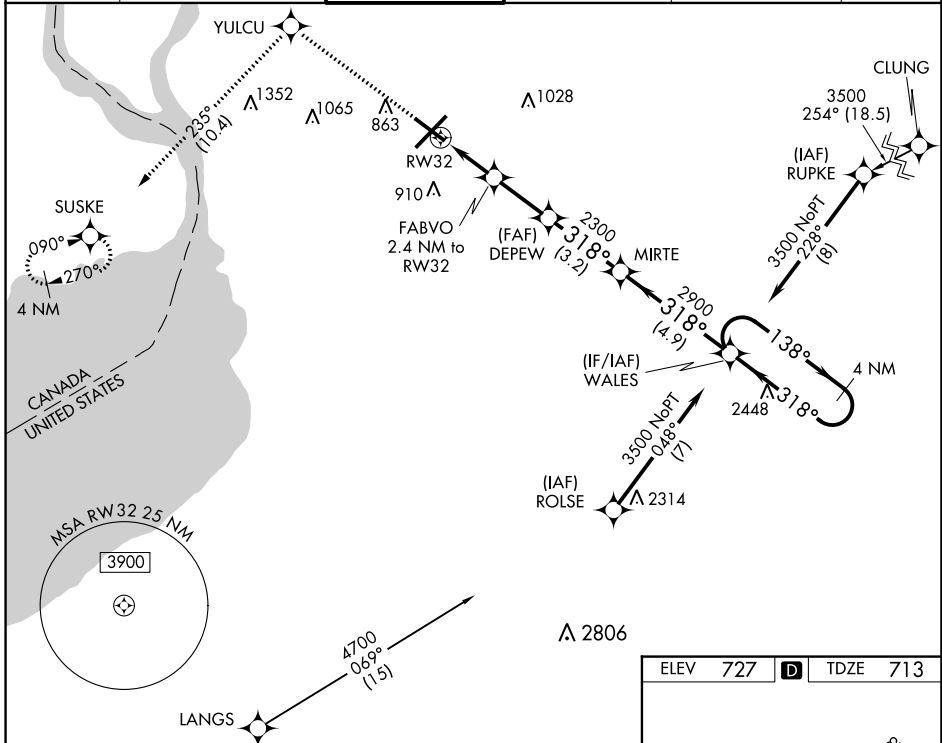 YULCU
CLUNG
1352
1065
863
1028
3500
254° (18.5)
235°
(10.4)
RW32
(IAF)
RUPKE
910
SUSKE
090°
270°
4 NM
FABVO
2.4 NM to
RW32
(FAF)
DEPEW
2300
318°
(3.2)
MIRTE
3500 NoPT
228°
(8)
2900
318°
(4.9)
138°
4 NM
(IF/IAF)
WALES
318°
2448
CANADA
UNITED STATES
3500 NoPT
048°
(7)
(IAF)
ROLSE
2314
MSA RW32 25 NM
3900
2806
4700
069°
(15)
LANGS
ELEV 727 D TDZE 713